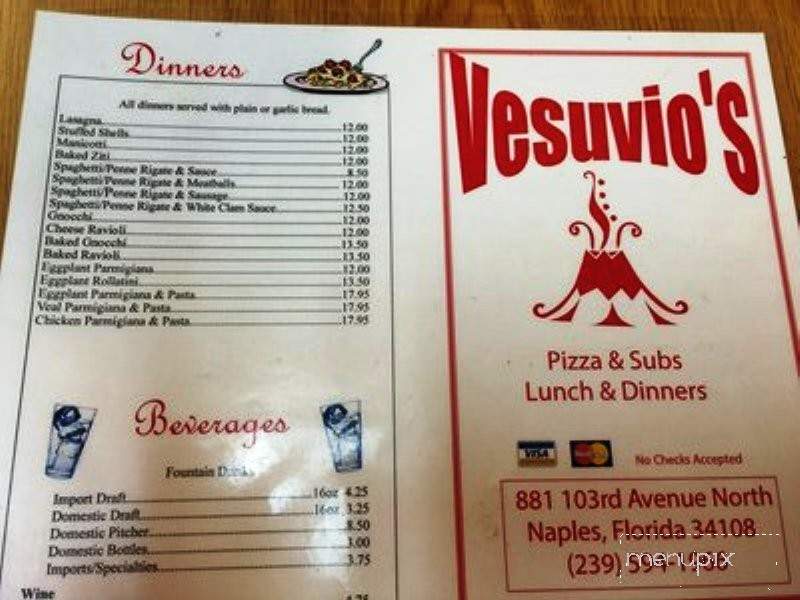 Dinners
All dinners served with plain or garlic bread.
Lasagna 12.00
Stuffed Shells 12.00
Manicotti 12.00
Baked Ziti 12.00
Spaghetti/Penne Rigate & Sauce 8.50
Spaghetti/Penne Rigate & Meatballs 12.00
Spaghetti/Penne Rigate & Sausage 12.00
Spaghetti/Penne Rigate & White Clam Sauce 12.50
Gnocchi 12.00
Cheese Ravioli 12.00
Baked Gnocchi 13.50
Baked Ravioli 13.50
Eggplant Parmigiana 12.00
Eggplant Rollatini 13.50
Eggplant Parmigiana & Pasta 17.95
Veal Parmigiana & Pasta 17.95
Chicken Parmigiana & Pasta 17.95
Beverages
Fountain Drinks
Import Draft 16oz 4.25
Domestic Draft 16oz 3.25
Domestic Pitcher 8.50
Domestic Bottles 3.00
Imports/Specialties 3.75
Wine
4.75
Vesuvio's
Pizza & Subs
Lunch & Dinners
VISA MasterCard No Checks Accepted
881 103rd Avenue North
Naples, Florida 34108
(239) 594-
menupix